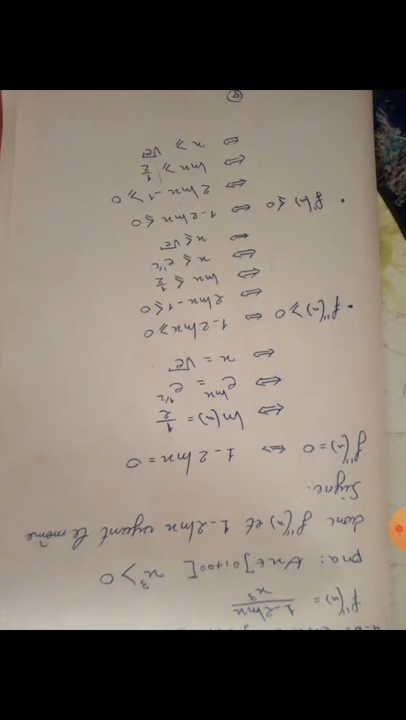 f"(x) = (1-2lnx)/x³
pna: ∀x∈]0,+∞[ x³>0
donc f"(x) et 1-2lnx ayant le même
signe.
f"(x)=0 ⇔ 1-2lnx=0
⇔ ln(x)=1/2
⇔ e^lnx = e^1/2
⇔ x=√e
• f"(x)≥0 ⇔ 1-2lnx≥0
⇔ 2lnx-1≤0
⇔ lnx≤1/2
⇔ x≤e^1/2
⇔ x≤√e
• f"(x)≤0 ⇔ 1-2lnx≤0
⇔ 2lnx-1≥0
⇔ lnx≥1/2
⇔ x≥√e